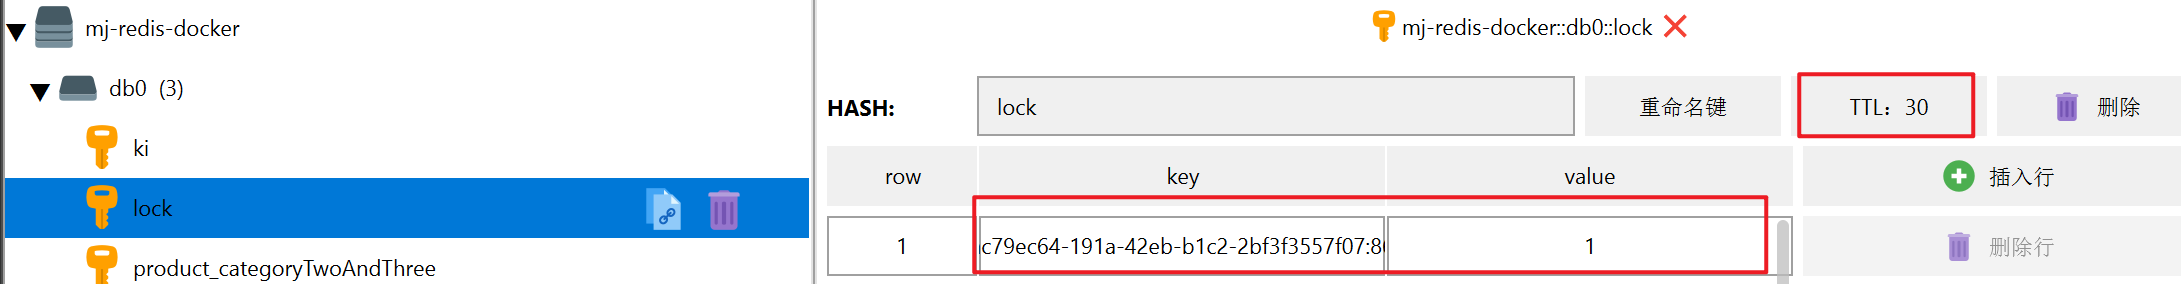 mj-redis-docker
db0 (3)
ki
lock
product_categoryTwoAndThree
mj-redis-docker::db0::lock
HASH: lock 重命名键 TTL: 30 删除
row key value 插入行
1 c79ec64-191a-42eb-b1c2-2bf3f3557f07:8 1 删除行